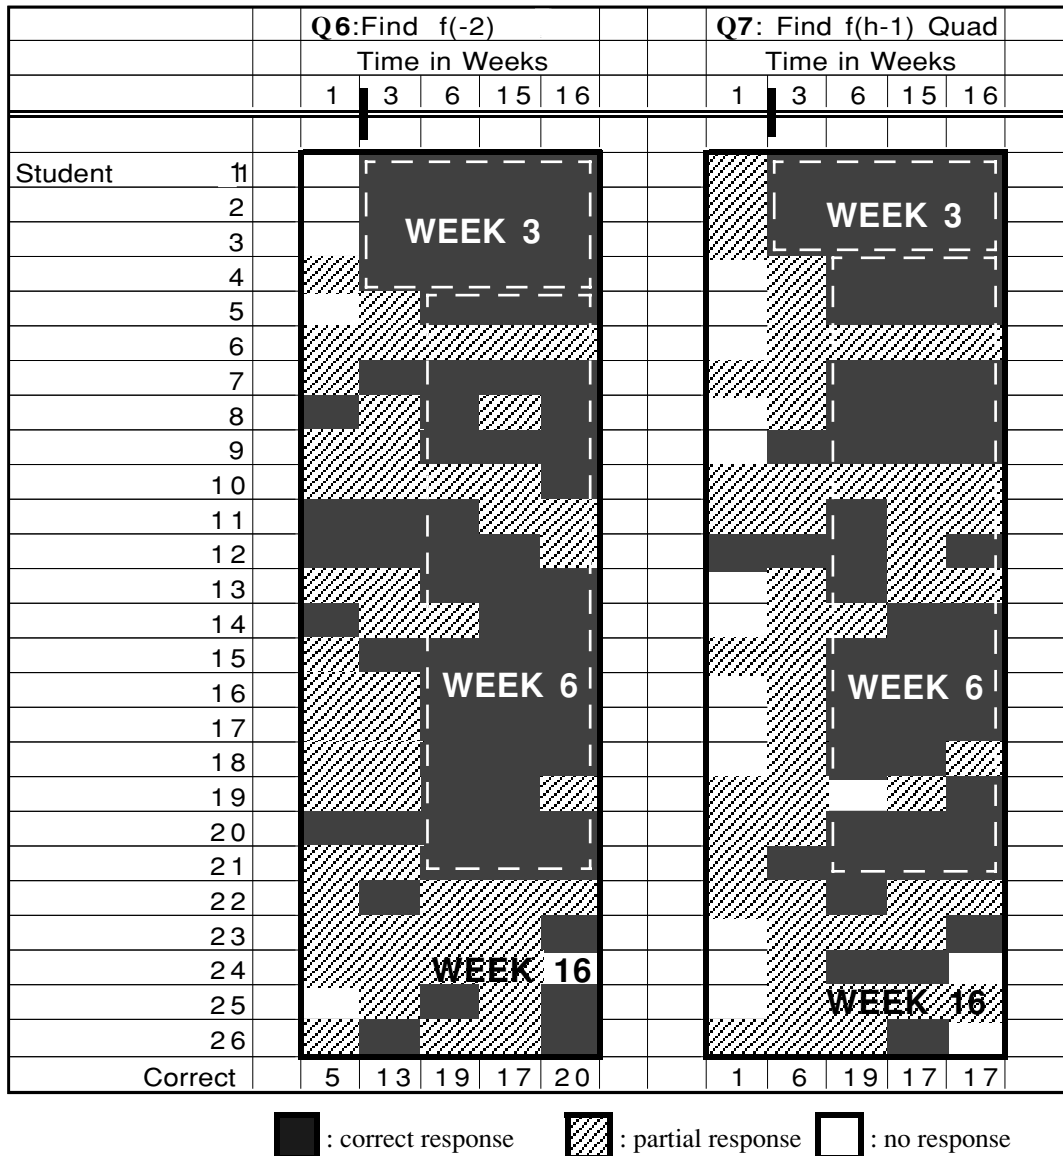 Q6:Find f(-2) Q7: Find f(h-1) Quad
Time in Weeks Time in Weeks
1 3 6 15 16 1 3 6 15 16
Student 11
2
3
WEEK 3 WEEK 3
4
5
6
7
8
9
10
11
12
13
14
15
16
WEEK 6 WEEK 6
17
18
19
20
21
22
23
24
WEEK 16
25
WEEK 16
26
Correct 5 13 19 17 20 1 6 19 17 17
: correct response : partial response : no response